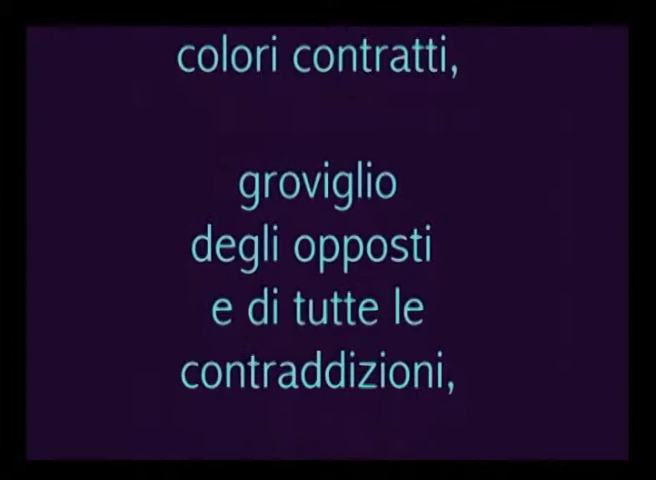 colori contratti,
groviglio
degli opposti
e di tutte le
contraddizioni,